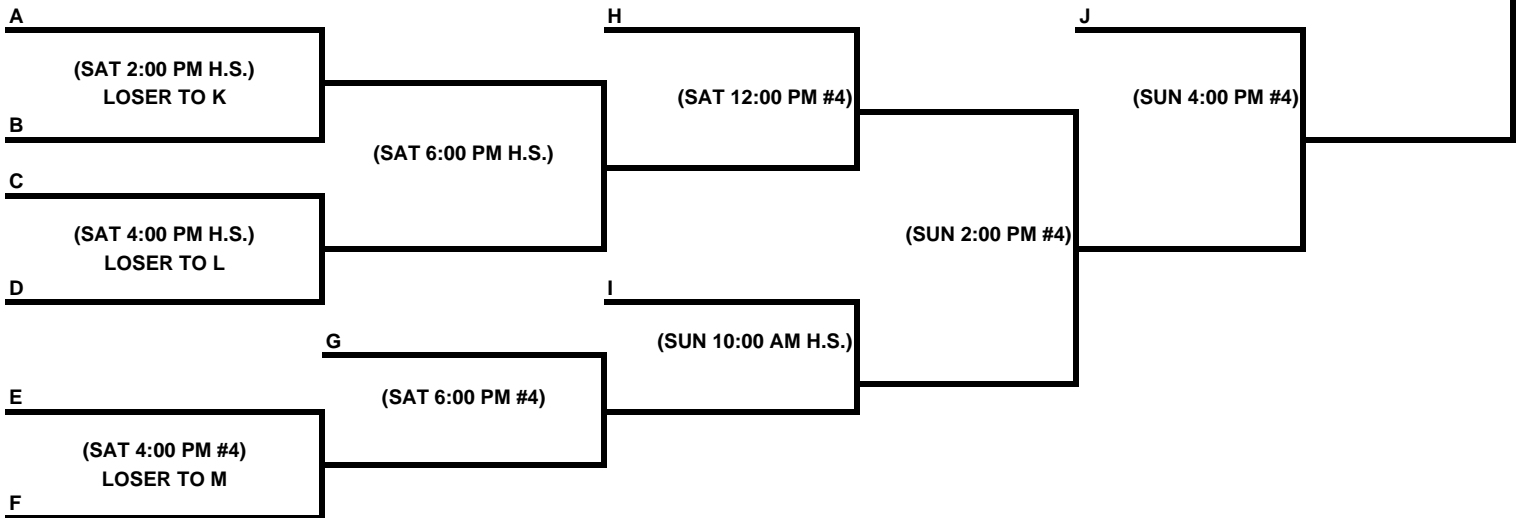 A
H
J
(SAT 2:00 PM H.S.)
LOSER TO K
(SAT 12:00 PM #4)
(SUN 4:00 PM #4)
B
(SAT 6:00 PM H.S.)
C
(SAT 4:00 PM H.S.)
LOSER TO L
(SUN 2:00 PM #4)
D
I
G
(SUN 10:00 AM H.S.)
E
(SAT 6:00 PM #4)
(SAT 4:00 PM #4)
LOSER TO M
F